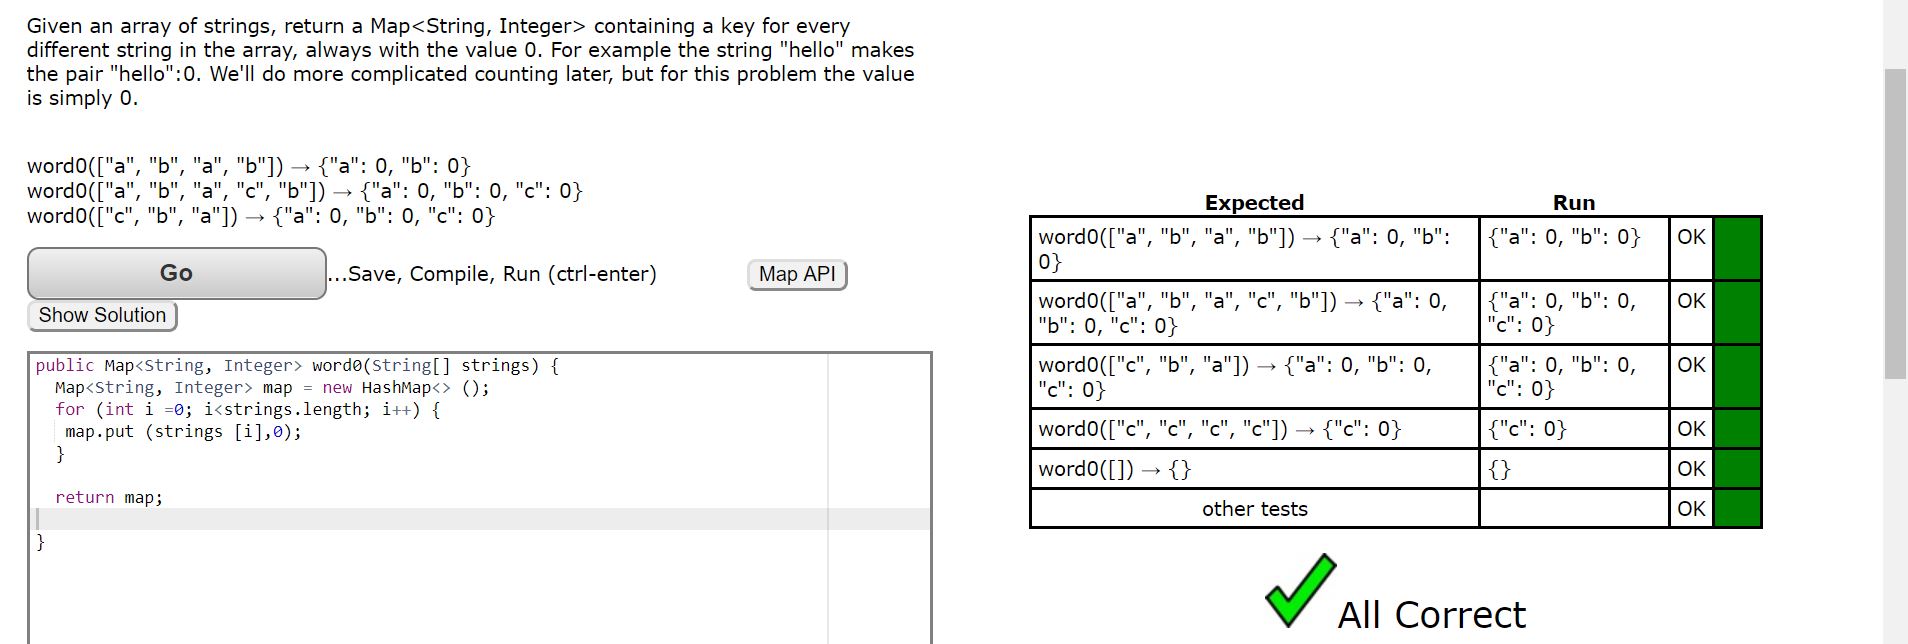 Given an array of strings, return a Map<String, Integer> containing a key for every
different string in the array, always with the value 0. For example the string "hello" makes
the pair "hello":0. We'll do more complicated counting later, but for this problem the value
is simply 0.
word0(["a", "b", "a", "b"]) → {"a": 0, "b": 0}
word0(["a", "b", "a", "c", "b"]) → {"a": 0, "b": 0, "c": 0}
word0(["c", "b", "a"]) → {"a": 0, "b": 0, "c": 0}
Go ...Save, Compile, Run (ctrl-enter) Map API
Show Solution
public Map<String, Integer> word0(String[] strings) {
  Map<String, Integer> map = new HashMap<> ();
  for (int i =0; i<strings.length; i++) {
   map.put (strings [i],0);
  }
  return map;
}
Expected Run
word0(["a", "b", "a", "b"]) → {"a": 0, "b":
0}
{"a": 0, "b": 0}
OK
word0(["a", "b", "a", "c", "b"]) → {"a": 0,
"b": 0, "c": 0}
{"a": 0, "b": 0,
"c": 0}
OK
word0(["c", "b", "a"]) → {"a": 0, "b": 0,
"c": 0}
{"a": 0, "b": 0,
"c": 0}
OK
word0(["c", "c", "c", "c"]) → {"c": 0}
{"c": 0}
OK
word0([]) → {}
{}
OK
other tests
OK
All Correct